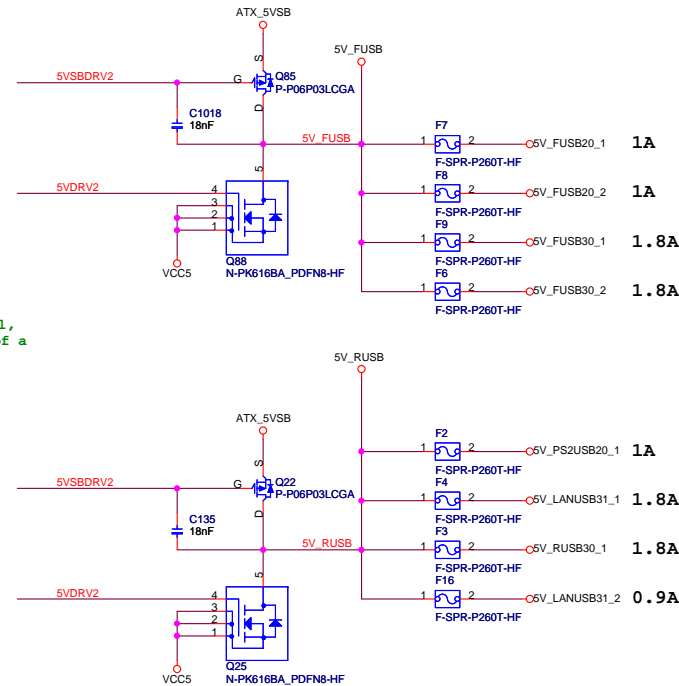 ATX_5VSB
5V_FUSB
S
5VSBDRV2
G
Q85
P-P06P03LCGA
D
C1018
18nF
5V_FUSB
F7
1 2
5V_FUSB20_1 1A
F-SPR-P260T-HF
F8
5
5VDRV2
4
1 2
5V_FUSB20_2 1A
3
2
1
F-SPR-P260T-HF
F9
1 2
5V_FUSB30_1 1.8A
F-SPR-P260T-HF
F6
Q88
N-PK616BA_PDFN8-HF
VCC5
1 2
5V_FUSB30_2 1.8A
F-SPR-P260T-HF
l,
of a
5V_RUSB
ATX_5VSB
F2
1 2
5V_PS2USB20_1 1A
S
F-SPR-P260T-HF
F4
5VSBDRV2
G
Q22
P-P06P03LCGA
D
1 2
5V_LANUSB31_1 1.8A
C135
18nF
F-SPR-P260T-HF
F3
5V_RUSB
1 2
5V_RUSB30_1 1.8A
F-SPR-P260T-HF
F16
5
5VDRV2
4
1 2
5V_LANUSB31_2 0.9A
3
2
1
F-SPR-P260T-HF
Q25
N-PK616BA_PDFN8-HF
VCC5